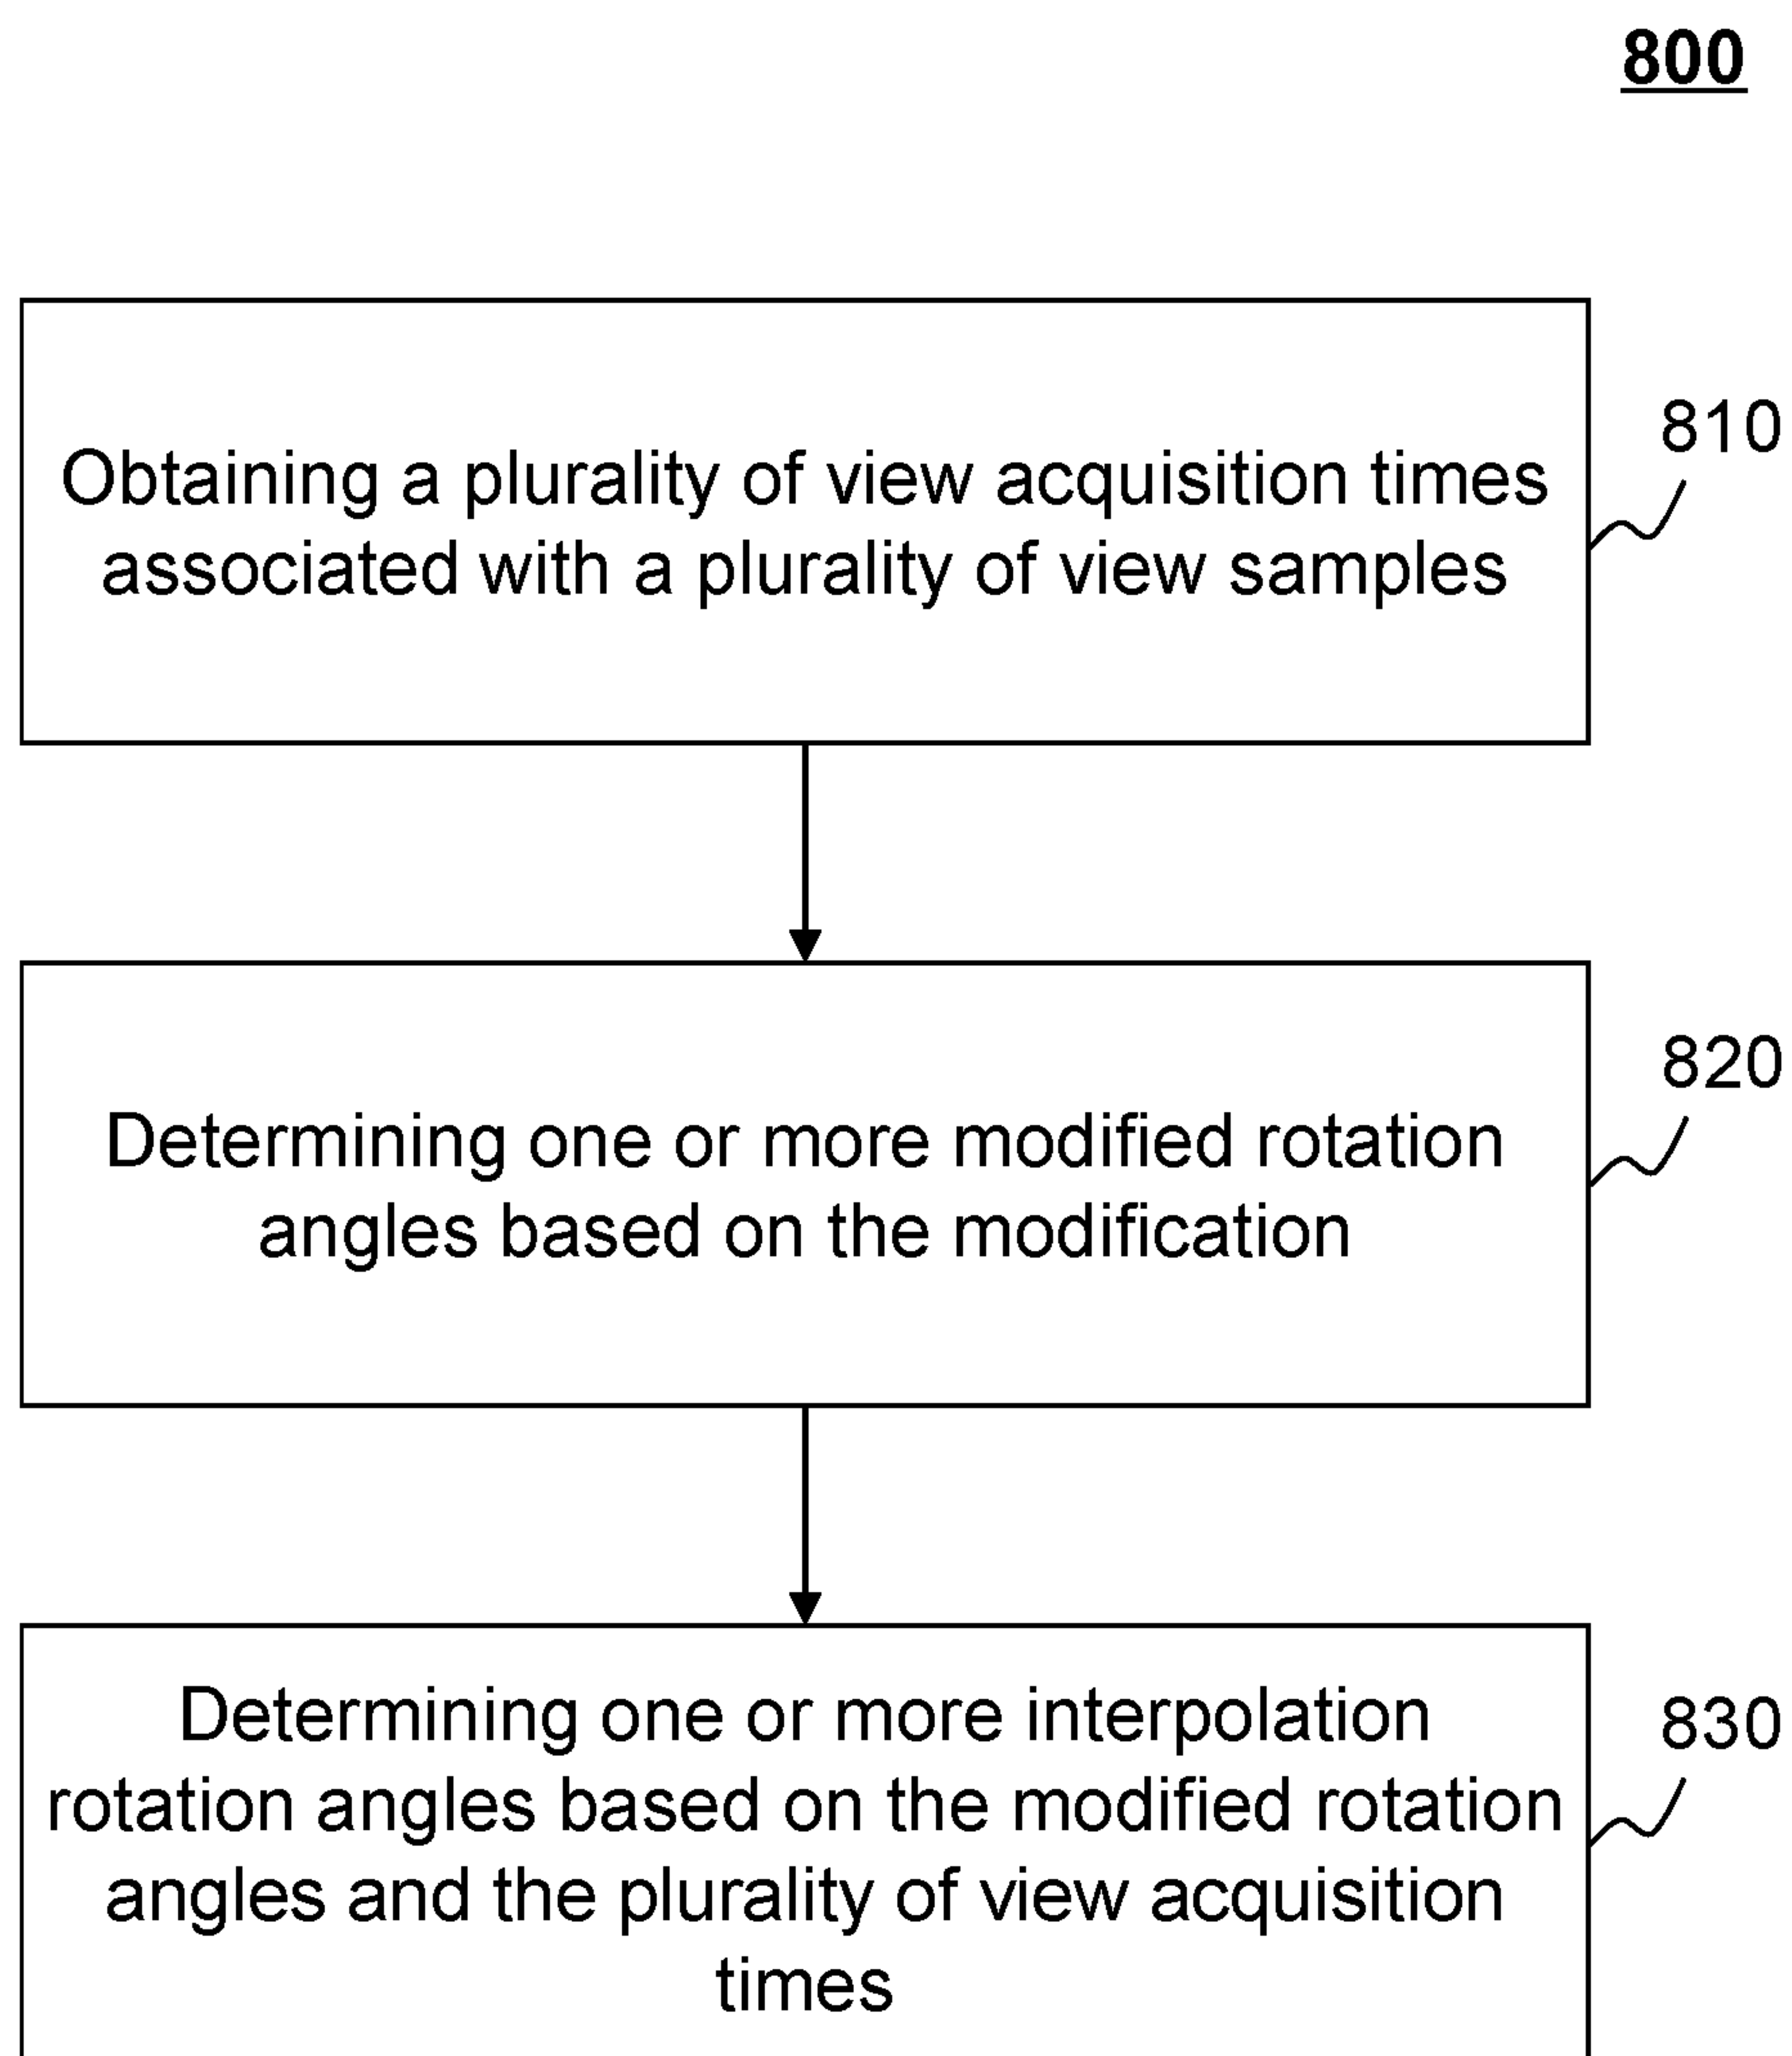 800
Obtaining a plurality of view acquisition times
associated with a plurality of view samples
810
Determining one or more modified rotation
angles based on the modification
820
Determining one or more interpolation
rotation angles based on the modified rotation
angles and the plurality of view acquisition
times
830